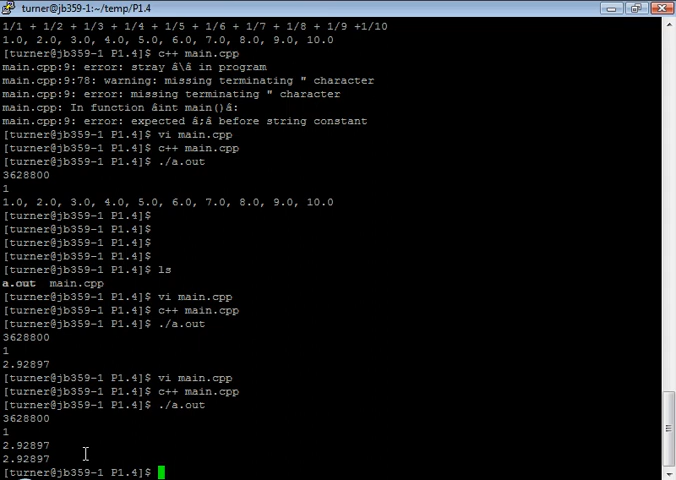 turner@jb359-1:~/temp/P1.4
1/1 + 1/2 + 1/3 + 1/4 + 1/5 + 1/6 + 1/7 + 1/8 + 1/9 +1/10
1.0, 2.0, 3.0, 4.0, 5.0, 6.0, 7.0, 8.0, 9.0, 10.0
[turner@jb359-1 P1.4]$ c++ main.cpp
main.cpp:9: error: stray â\â in program
main.cpp:9:78: warning: missing terminating " character
main.cpp:9: error: missing terminating " character
main.cpp: In function âint main()â:
main.cpp:9: error: expected â;â before string constant
[turner@jb359-1 P1.4]$ vi main.cpp
[turner@jb359-1 P1.4]$ c++ main.cpp
[turner@jb359-1 P1.4]$ ./a.out
3628800
1
1.0, 2.0, 3.0, 4.0, 5.0, 6.0, 7.0, 8.0, 9.0, 10.0
[turner@jb359-1 P1.4]$
[turner@jb359-1 P1.4]$
[turner@jb359-1 P1.4]$
[turner@jb359-1 P1.4]$
[turner@jb359-1 P1.4]$ ls
a.out  main.cpp
[turner@jb359-1 P1.4]$ vi main.cpp
[turner@jb359-1 P1.4]$ c++ main.cpp
[turner@jb359-1 P1.4]$ ./a.out
3628800
1
2.92897
[turner@jb359-1 P1.4]$ vi main.cpp
[turner@jb359-1 P1.4]$ c++ main.cpp
[turner@jb359-1 P1.4]$ ./a.out
3628800
1
2.92897
2.92897
[turner@jb359-1 P1.4]$